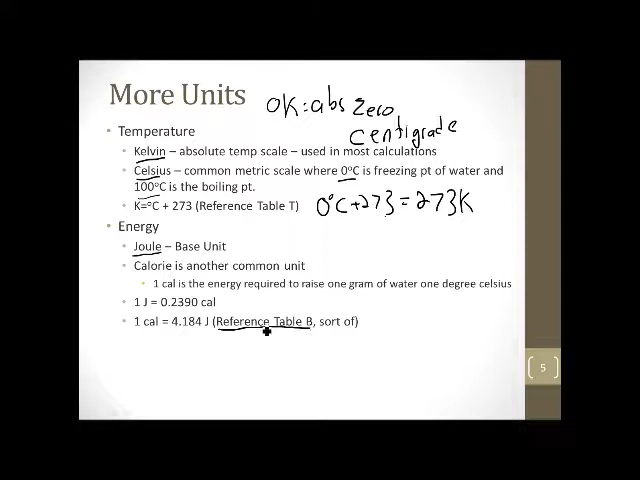 More Units
0K = abs zero
centigrade
• Temperature
• Kelvin – absolute temp scale – used in most calculations
• Celsius – common metric scale where 0°C is freezing pt of water and
100°C is the boiling pt.
• K=°C + 273 (Reference Table T)
0°C+273 = 273K
• Energy
• Joule – Base Unit
• Calorie is another common unit
• 1 cal is the energy required to raise one gram of water one degree celsius
• 1 J = 0.2390 cal
• 1 cal = 4.184 J (Reference Table B, sort of)
5